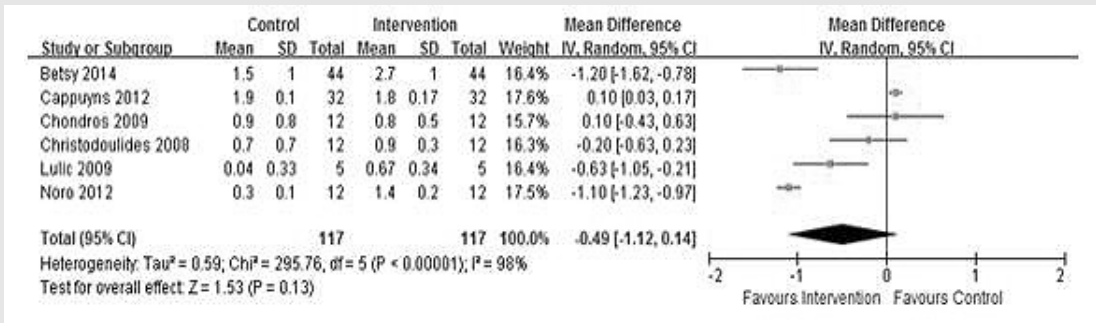 Control Intervention Mean Difference Mean Difference
Study or Subgroup Mean SD Total Mean SD Total Weight IV, Random, 95% CI IV, Random, 95% CI
Betsy 2014 1.5 1 44 2.7 1 44 16.4% -1.20 [-1.62, -0.78]
Cappuyns 2012 1.9 0.1 32 1.8 0.17 32 17.6% 0.10 [0.03, 0.17]
Chondros 2009 0.9 0.8 12 0.8 0.5 12 15.7% 0.10 [-0.43, 0.63]
Christodoulides 2008 0.7 0.7 12 0.9 0.3 12 16.3% -0.20 [-0.63, 0.23]
Lulic 2009 0.04 0.33 5 0.67 0.34 5 16.4% -0.63 [-1.05, -0.21]
Noro 2012 0.3 0.1 12 1.4 0.2 12 17.5% -1.10 [-1.23, -0.97]
Total (95% CI) 117 117 100.0% -0.49 [-1.12, 0.14]
Heterogeneity: Tau² = 0.59; Chi² = 295.76, df = 5 (P < 0.00001); I² = 98%
Test for overall effect: Z = 1.53 (P = 0.13)
-2 -1 0 1 2
Favours Intervention Favours Control